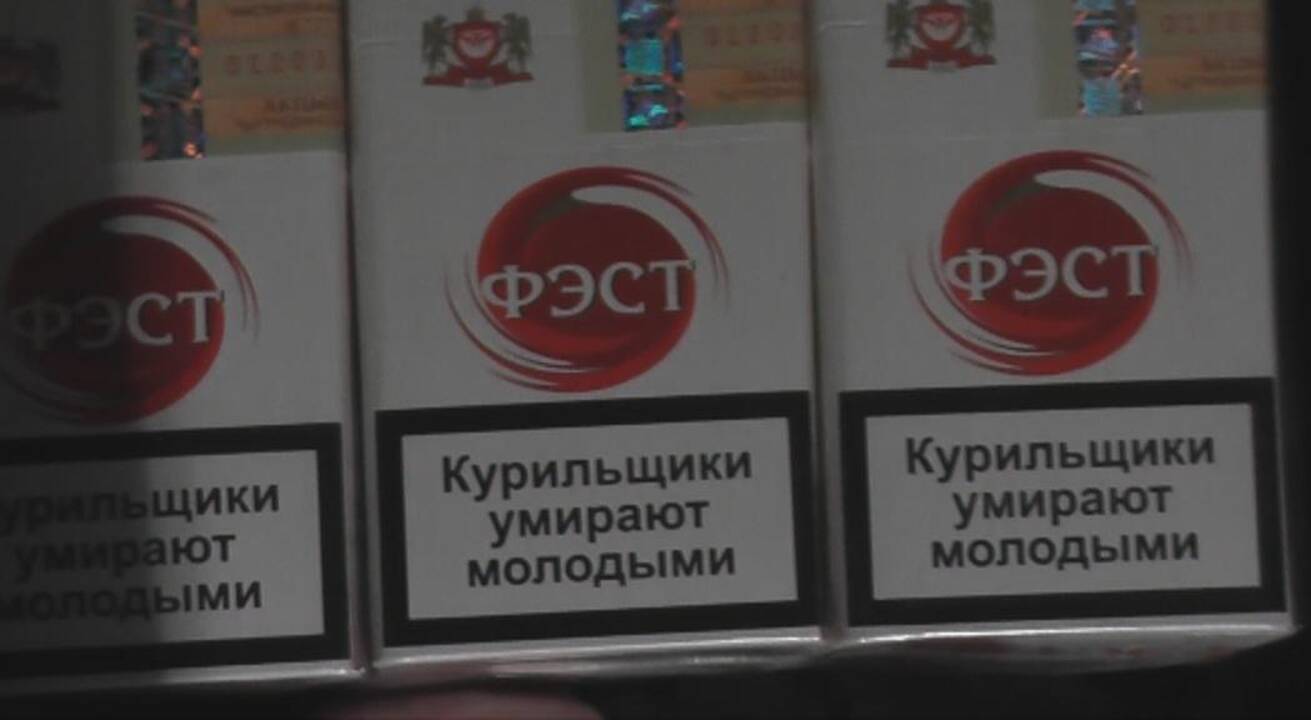 ФЭСТ
урильщики
умирают
молодыми
ФЭСТ
Курильщики
умирают
молодыми
ФЭСТ
Курильщики
умирают
молодыми